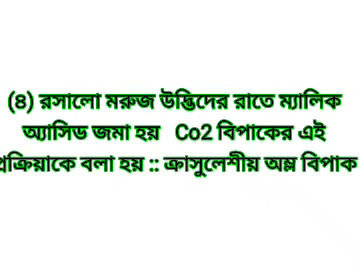 (৪) রসালো মরুজ উদ্ভিদের রাতে ম্যালিক
অ্যাসিড জমা হয় Co2 বিপাকের এই
প্রক্রিয়াকে বলা হয় :: ক্রাসুলেশীয় অম্ল বিপাক